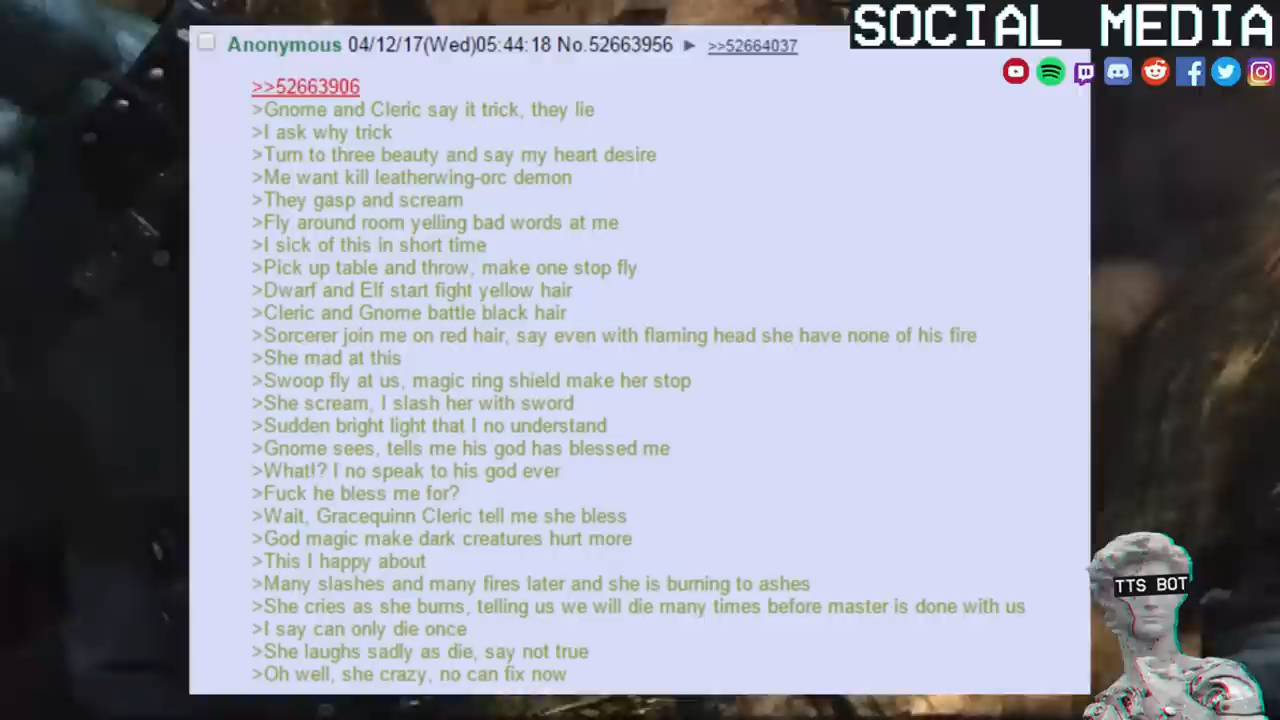 SOCIAL MEDIA
Anonymous 04/12/17(Wed)05:44:18 No.52663956 ► >>52664037
>>52663906
>Gnome and Cleric say it trick, they lie
>I ask why trick
>Turn to three beauty and say my heart desire
>Me want kill leatherwing-orc demon
>They gasp and scream
>Fly around room yelling bad words at me
>I sick of this in short time
>Pick up table and throw, make one stop fly
>Dwarf and Elf start fight yellow hair
>Cleric and Gnome battle black hair
>Sorcerer join me on red hair, say even with flaming head she have none of his fire
>She mad at this
>Swoop fly at us, magic ring shield make her stop
>She scream, I slash her with sword
>Sudden bright light that I no understand
>Gnome sees, tells me his god has blessed me
>What!? I no speak to his god ever
>Fuck he bless me for?
>Wait, Gracequinn Cleric tell me she bless
>God magic make dark creatures hurt more
>This I happy about
>Many slashes and many fires later and she is burning to ashes
>She cries as she burns, telling us we will die many times before master is done with us
>I say can only die once
>She laughs sadly as die, say not true
>Oh well, she crazy, no can fix now
TTS BOT